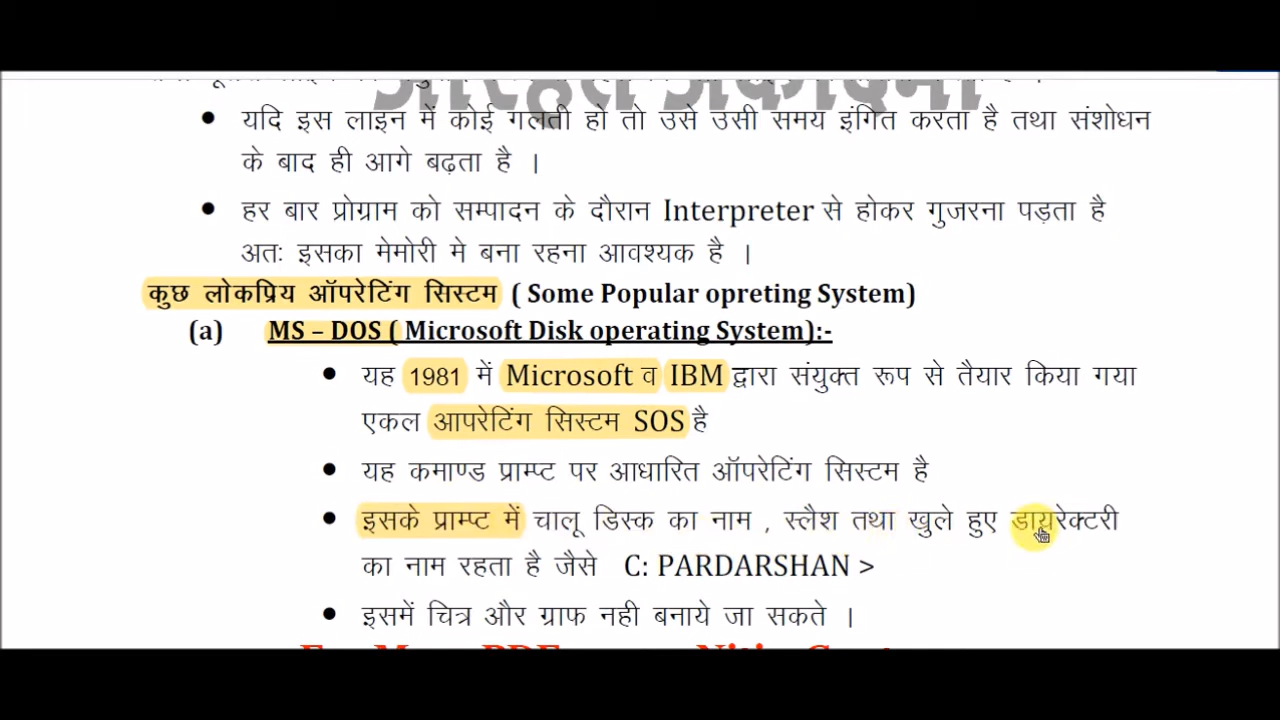 यदि इस लाइन में कोई गलती हो तो उसे उसी समय इंगित करता है तथा संशोधन
के बाद ही आगे बढ़ता है ।
हर बार प्रोग्राम को सम्पादन के दौरान Interpreter से होकर गुजरना पड़ता है
अतः इसका मेमोरी मे बना रहना आवश्यक है ।
कुछ लोकप्रिय ऑपरेटिंग सिस्टम ( Some Popular opreting System)
(a) MS – DOS ( Microsoft Disk operating System):-
यह 1981 में Microsoft व IBM द्वारा संयुक्त रूप से तैयार किया गया
एकल आपरेटिंग सिस्टम SOS है
यह कमाण्ड प्राम्प्ट पर आधारित ऑपरेटिंग सिस्टम है
इसके प्राम्प्ट में चालू डिस्क का नाम , स्लैश तथा खुले हुए डायरेक्टरी
का नाम रहता है जैसे C: PARDARSHAN >
इसमें चित्र और ग्राफ नही बनाये जा सकते ।